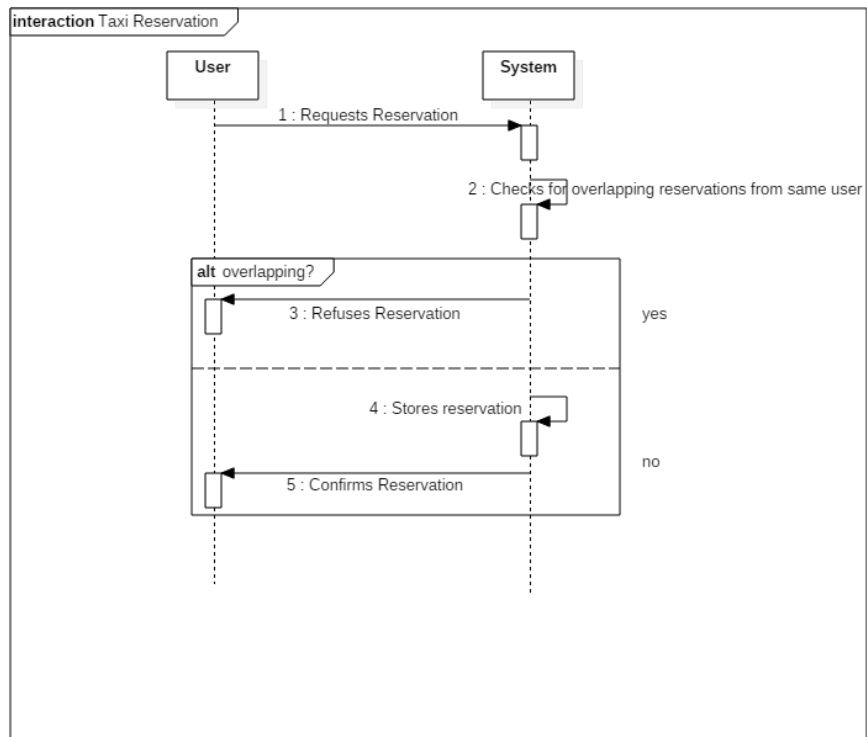 interaction Taxi Reservation
User
System
1 : Requests Reservation
2 : Checks for overlapping reservations from same user
alt overlapping?
3 : Refuses Reservation
yes
4 : Stores reservation
no
5 : Confirms Reservation